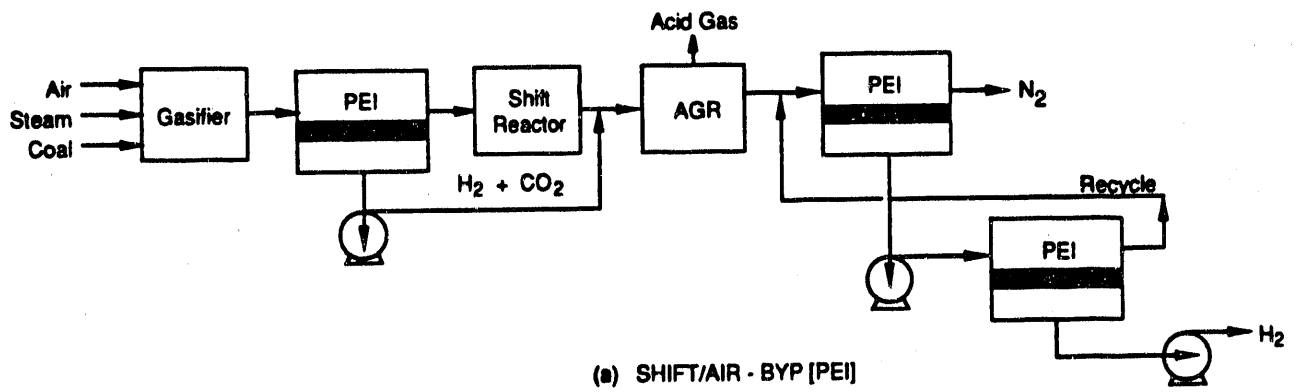 Acid Gas
Air
Steam
Coal
Gasifier
PEI
Shift
Reactor
AGR
PEI
N2
H2 + CO2
Recycle
PEI
H2
(a) SHIFT/AIR - BYP [PEI]